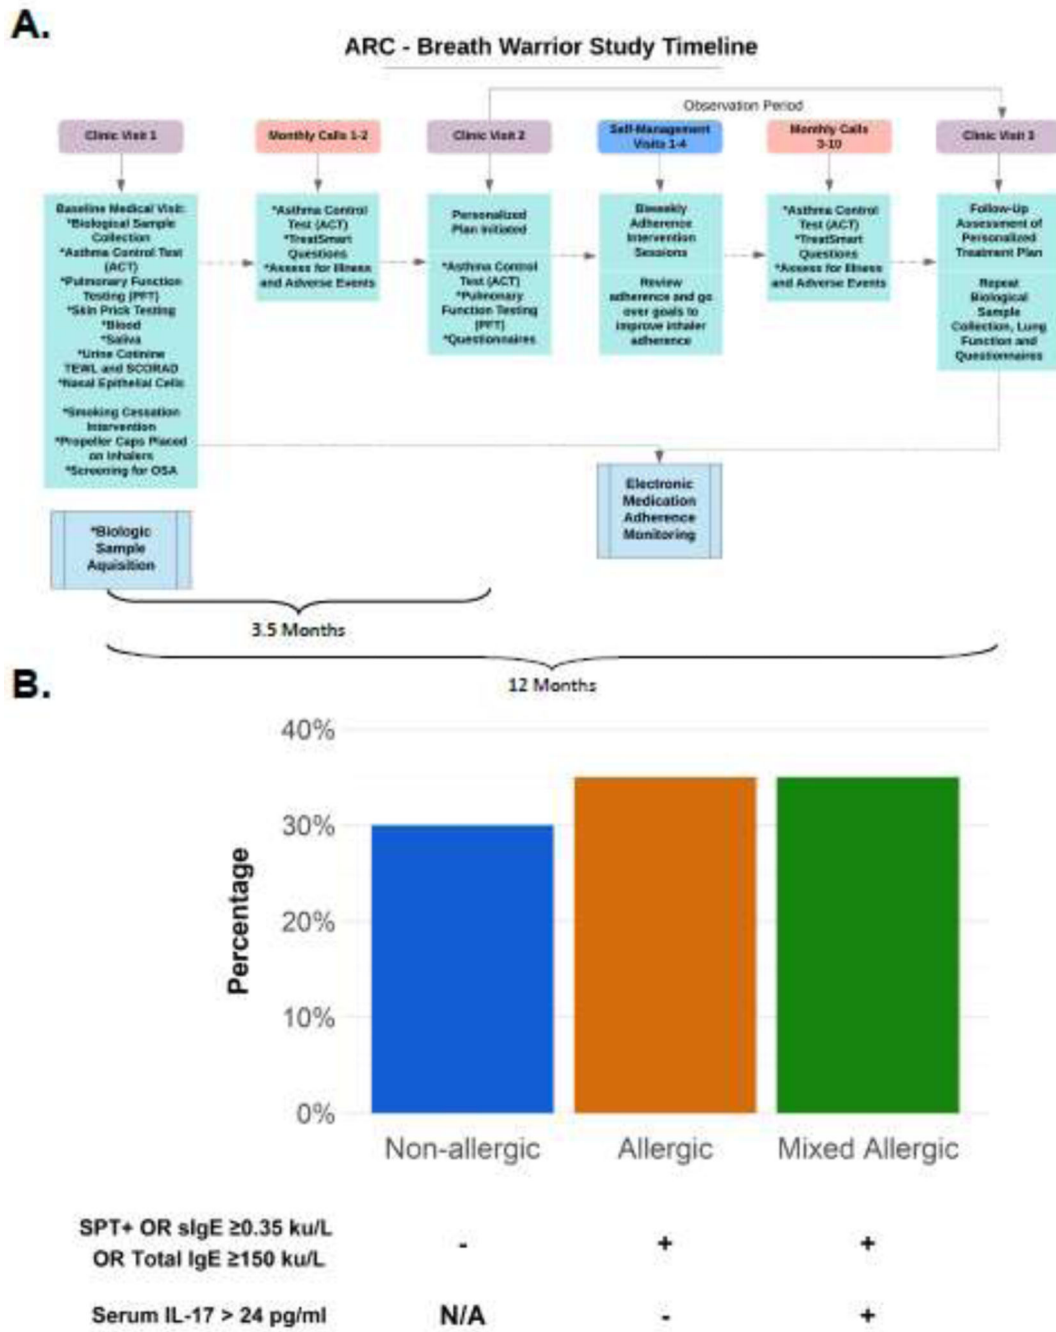 A.
ARC - Breath Warrior Study Timeline
Observation Period
Clinic Visit 1
Monthly Calls 1-2
Clinic Visit 2
Self-Management
Visits 1-4
Monthly Calls
3-10
Clinic Visit 3
Baseline Medical Visit:
*Biological Sample
Collection
*Asthma Control Test
(ACT)
*Pulmonary Function
Testing (PFT)
*Skin Prick Testing
*Blood
*Saliva
*Urine Cotinine
TEWL and SCORAD
*Nasal Epithelial Cells
*Smoking Cessation
Intervention
*Propeller Caps Placed
on Inhalers
*Screening for OSA
*Asthma Control
Test (ACT)
*TreatSmart
Questions
*Assess for Illness
and Adverse Events
Personalized
Plan Initiated
*Asthma Control
Test (ACT)
*Pulmonary
Function Testing
(PFT)
*Questionnaires
Biweekly
Adherence
Intervention
Sessions
Review
adherence and go
over goals to
improve inhaler
adherence
*Asthma Control
Test (ACT)
*TreatSmart
Questions
*Assess for Illness
and Adverse Events
Follow-Up
Assessment of
Personalized
Treatment Plan
Repeat
Biological
Sample
Collection, Lung
Function and
Questionnaires
*Biologic
Sample
Aquisition
Electronic
Medication
Adherence
Monitoring
3.5 Months
12 Months
B.
40%
30%
20%
10%
0%
Percentage
Non-allergic Allergic Mixed Allergic
SPT+ OR sIgE ≥0.35 ku/L
OR Total IgE ≥150 ku/L
- + +
Serum IL-17 > 24 pg/ml N/A - +